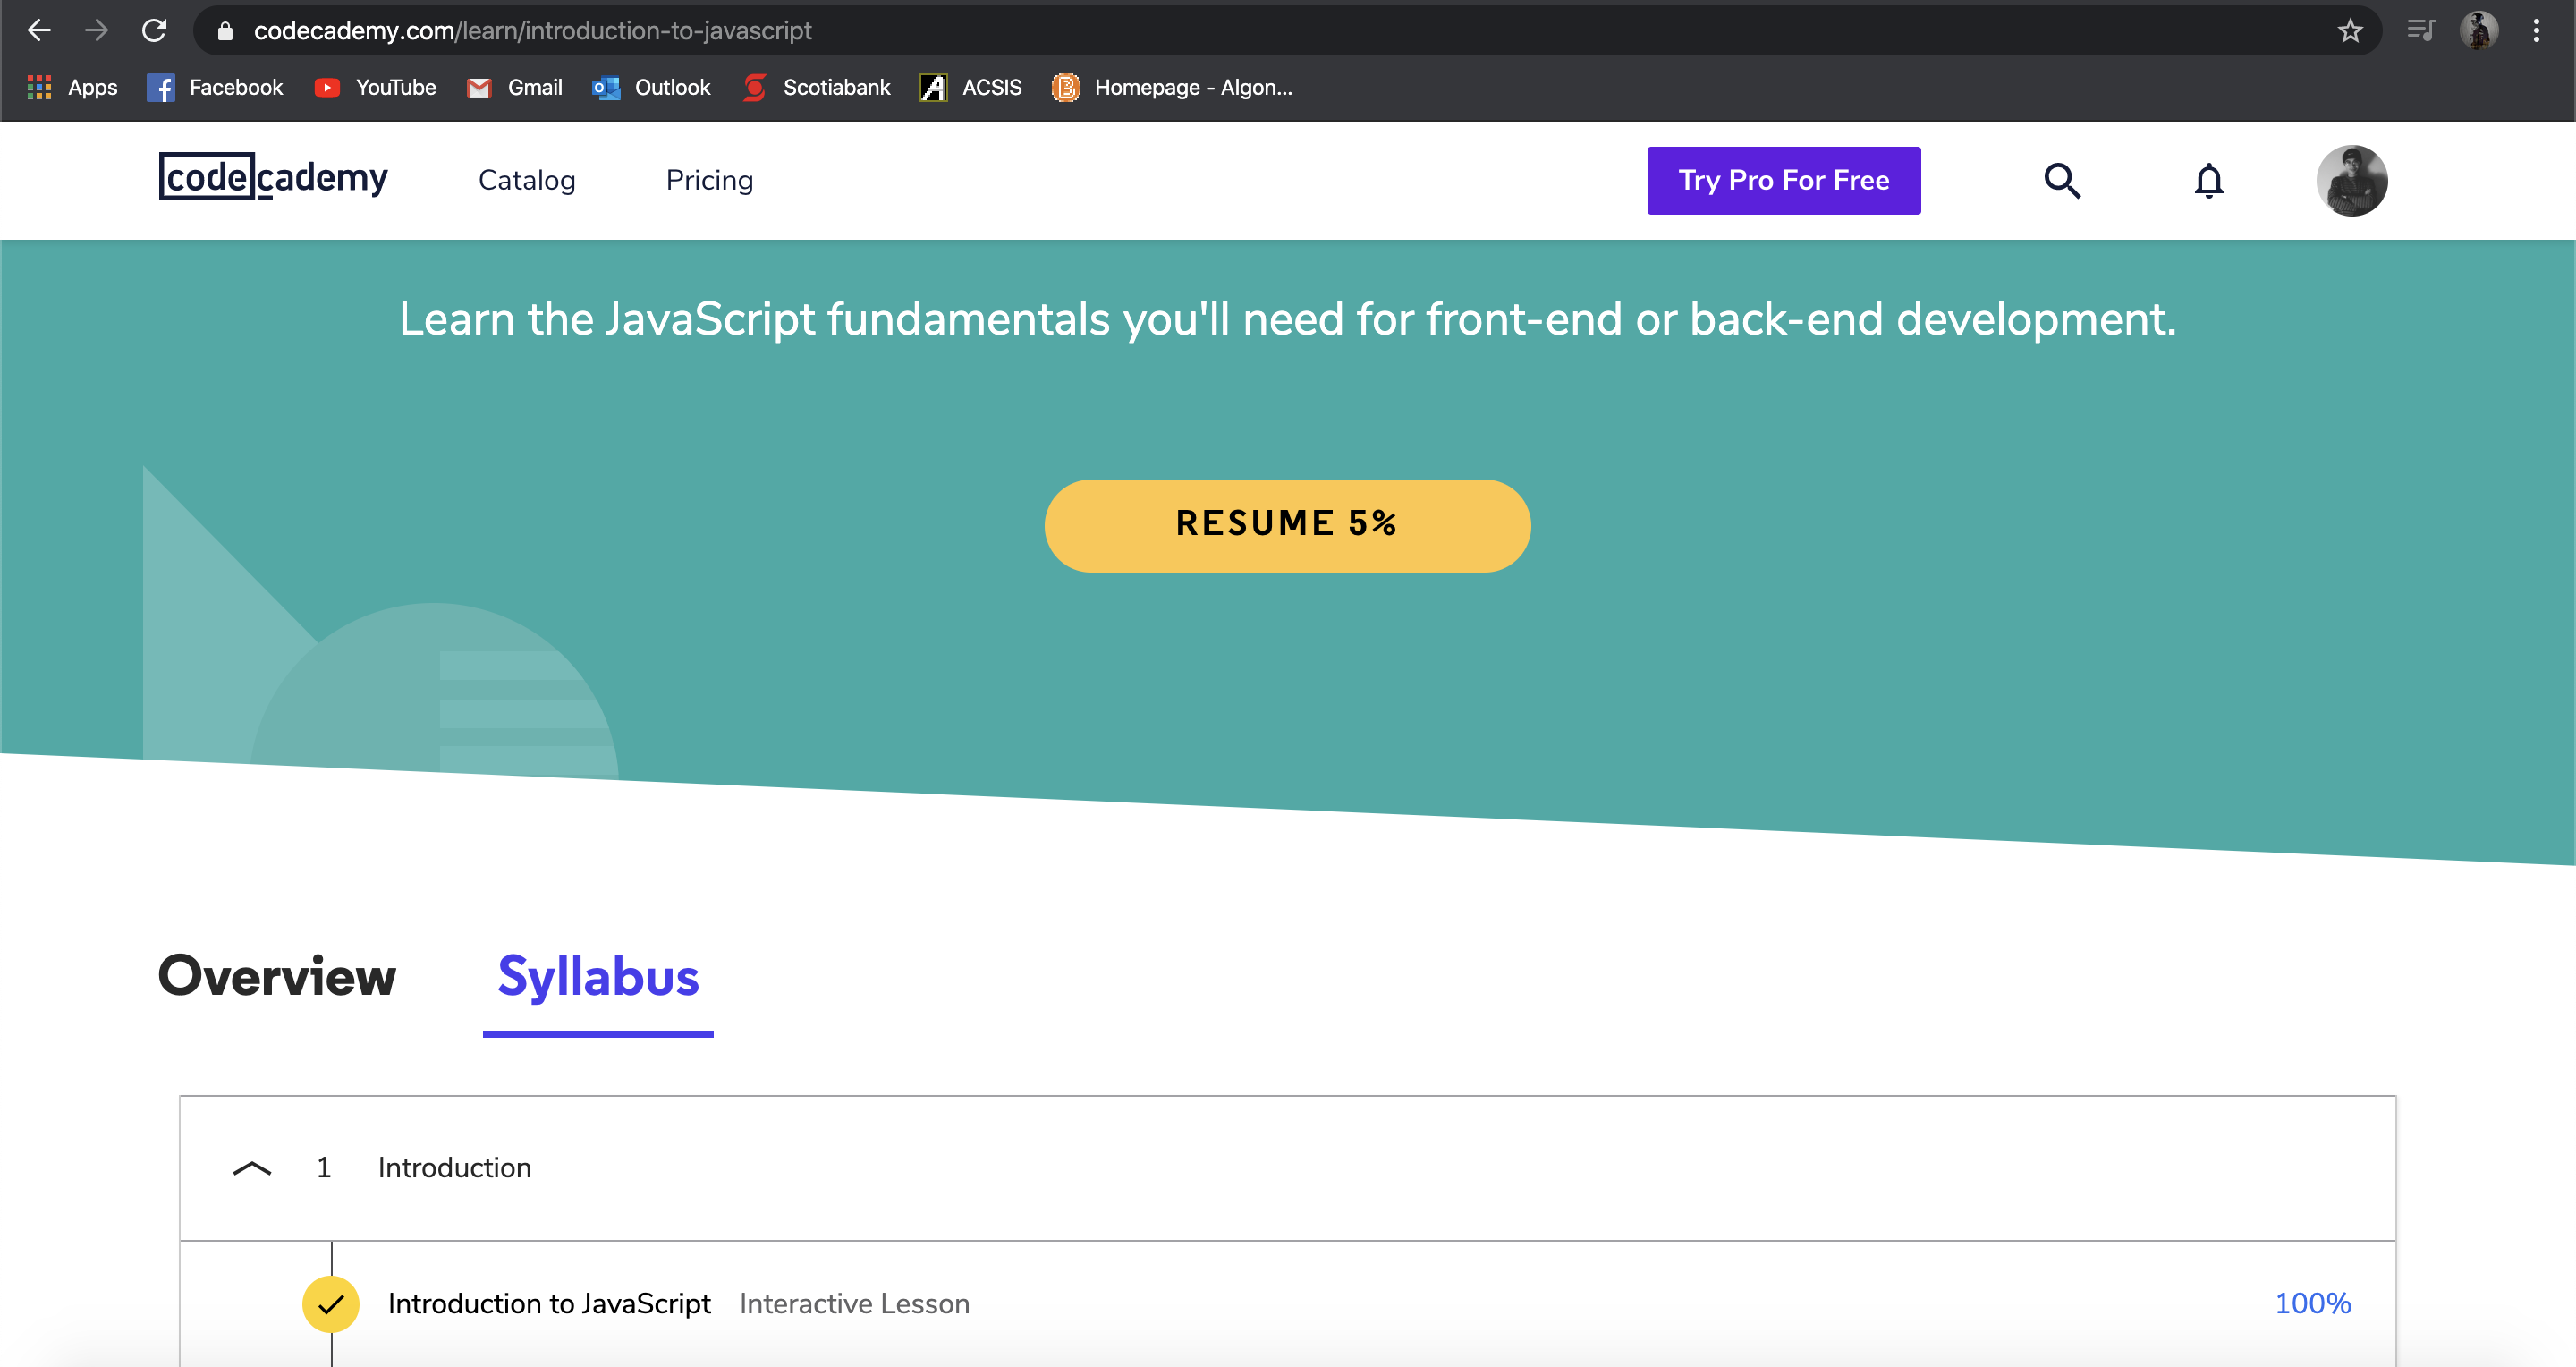 codecademy.com/learn/introduction-to-javascript
Apps Facebook YouTube Gmail Outlook Scotiabank ACSIS Homepage - Algon...
codecademy Catalog Pricing Try Pro For Free
Learn the JavaScript fundamentals you'll need for front-end or back-end development.
RESUME 5%
Overview Syllabus
1 Introduction
Introduction to JavaScript Interactive Lesson 100%